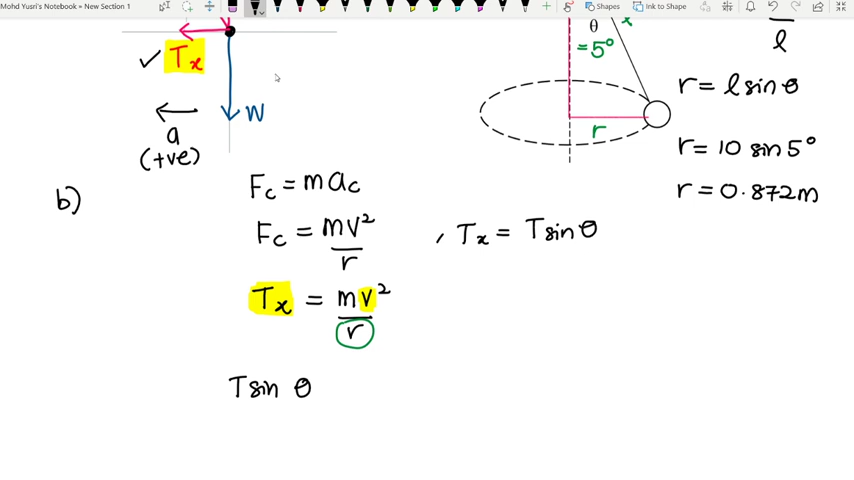 Mohd Yusri's Notebook » New Section 1
Shapes
Ink to Shape
✓ Tx
W
a
(+ve)
θ
= 5°
r
l
r = l sin θ
r = 10 sin 5°
r = 0.872m
b)
Fc = mac
Fc = mv²/r , Tx = T sin θ
Tx = mv²/r
T sin θ